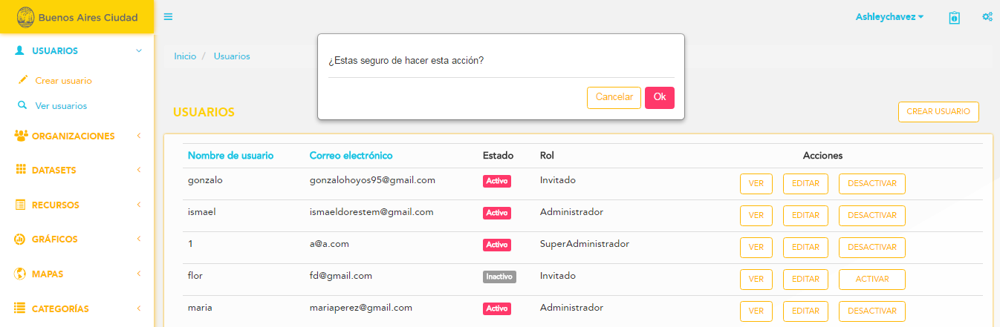 Buenos Aires Ciudad
Ashleychavez
USUARIOS
Crear usuario
Ver usuarios
ORGANIZACIONES
DATASETS
RECURSOS
GRÁFICOS
MAPAS
CATEGORÍAS
Inicio / Usuarios
¿Estas seguro de hacer esta acción?
Cancelar Ok
USUARIOS
CREAR USUARIO
Nombre de usuario Correo electrónico Estado Rol Acciones
gonzalo gonzalohoyos95@gmail.com Activo Invitado VER EDITAR DESACTIVAR
ismael ismaeldorestem@gmail.com Activo Administrador VER EDITAR DESACTIVAR
1 a@a.com Activo SuperAdministrador VER EDITAR DESACTIVAR
flor fd@gmail.com Inactivo Invitado VER EDITAR ACTIVAR
maria mariaperez@gmail.com Activo Administrador VER EDITAR DESACTIVAR